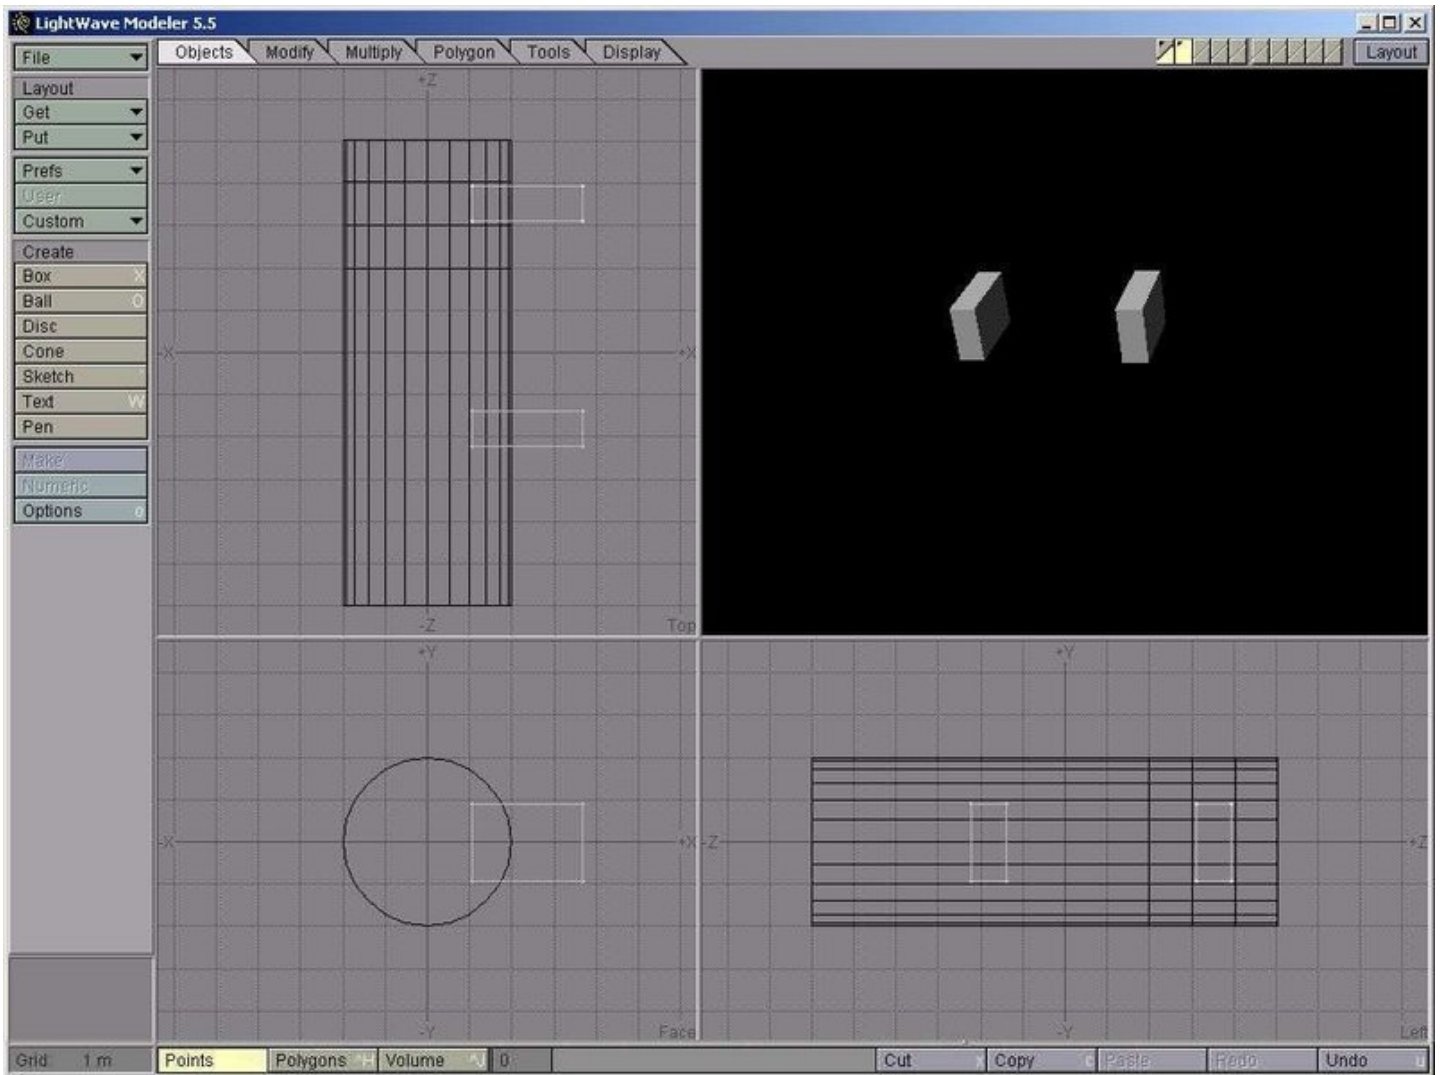 LightWave Modeler 5.5
File
Objects Modify Multiply Polygon Tools Display Layout
Layout
Get
Put
Prefs
User
Custom
Create
Box X
Ball O
Disc
Cone
Sketch
Text W
Pen
Make
Numeric
Options o
+Z
-X +X
-Z Top
+Y
-X +X
-Y Face
+Y
-Z +Z
-Y Left
Grid: 1 m Points Polygons ^H Volume ^J 0 Cut x Copy c Paste Redo Undo u